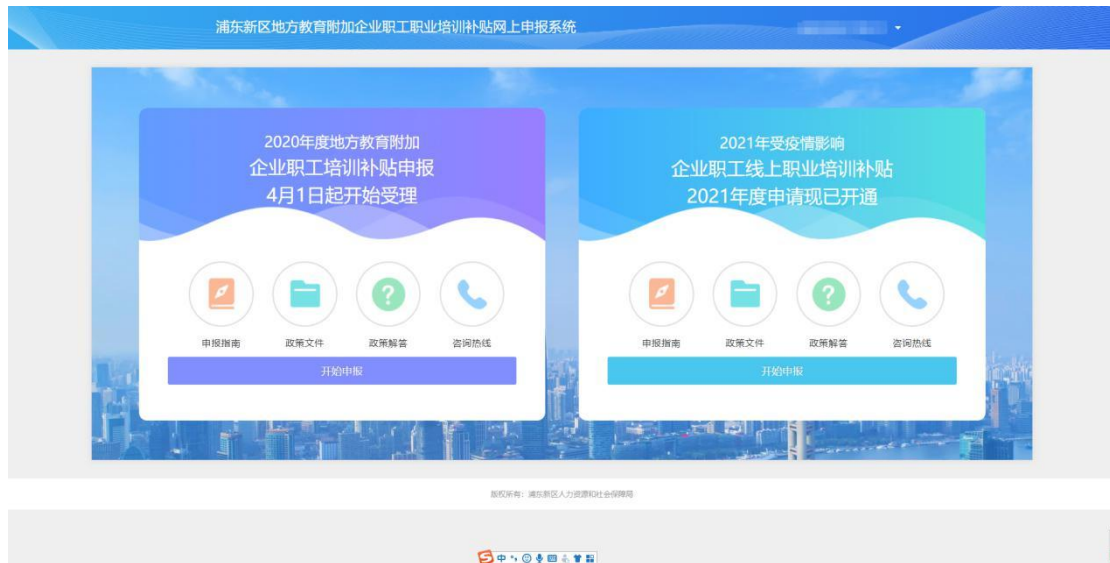 浦东新区地方教育附加企业职工职业培训补贴网上申报系统
2020年度地方教育附加
企业职工培训补贴申报
4月1日起开始受理
申报指南
政策文件
政策解答
咨询热线
开始申报
2021年受疫情影响
企业职工线上职业培训补贴
2021年度申请现已开通
申报指南
政策文件
政策解答
咨询热线
开始申报
版权所有：浦东新区人力资源和社会保障局
中